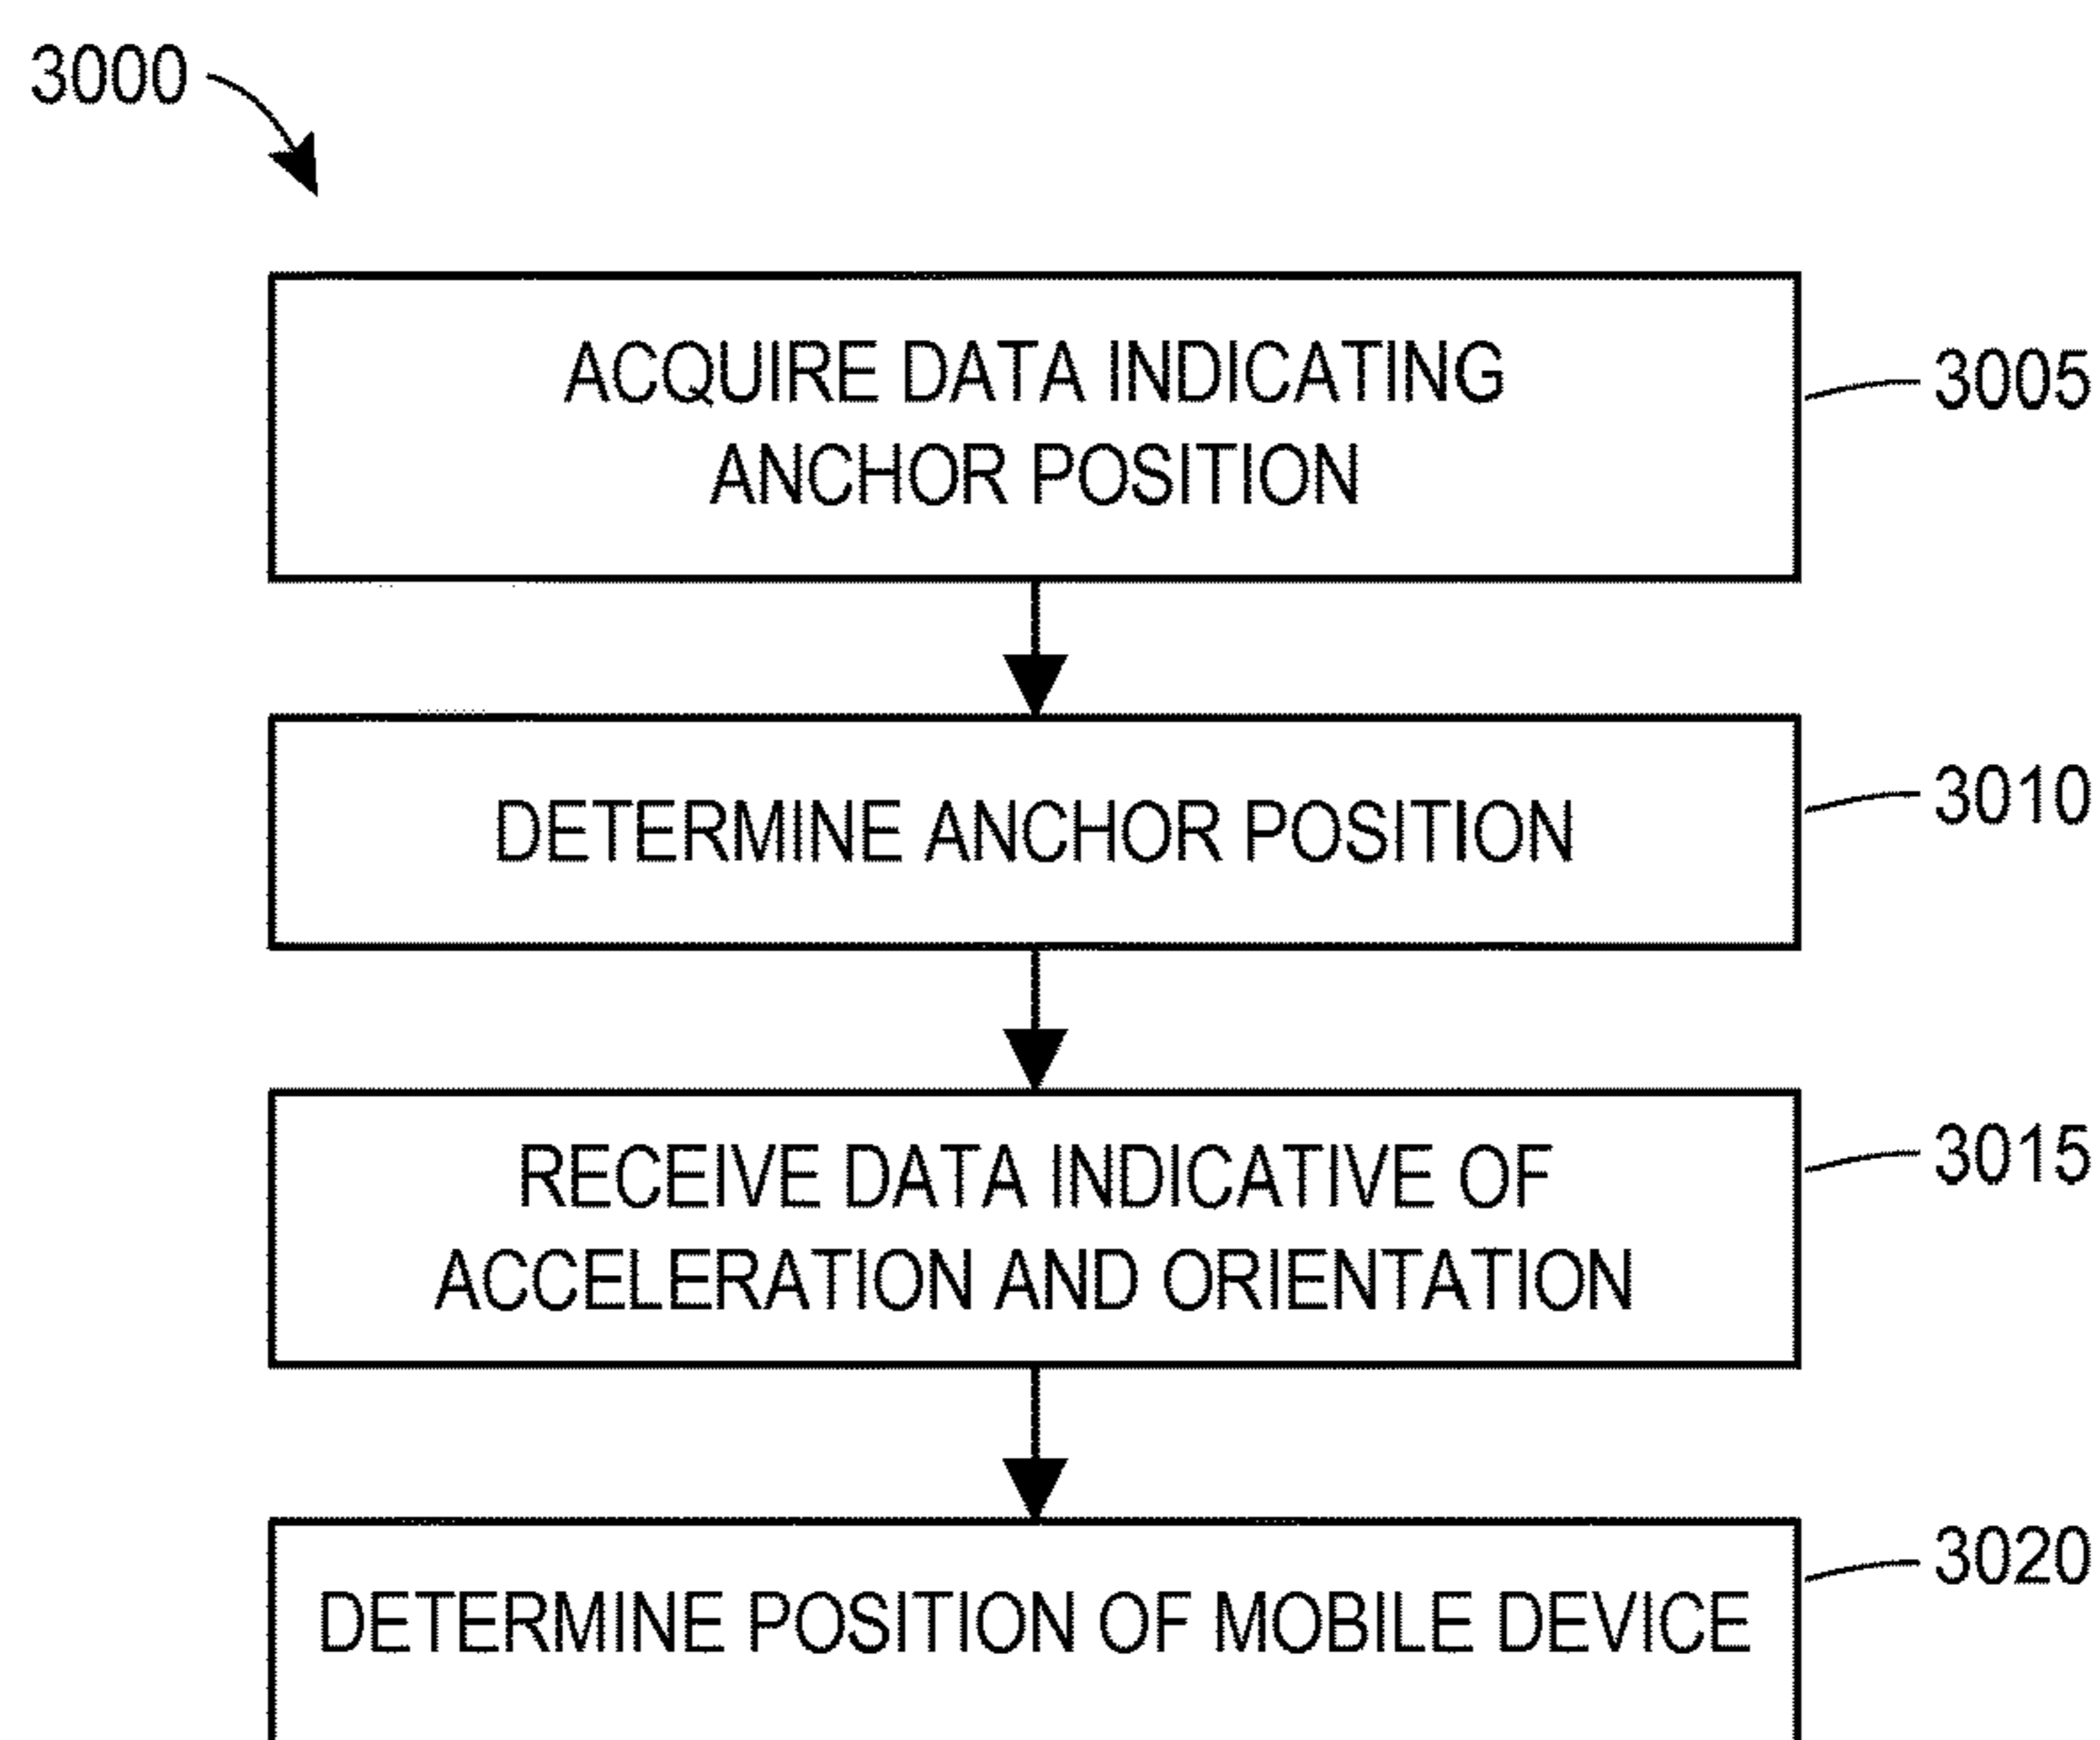 3000
ACQUIRE DATA INDICATING
ANCHOR POSITION
3005
DETERMINE ANCHOR POSITION
3010
RECEIVE DATA INDICATIVE OF
ACCELERATION AND ORIENTATION
3015
DETERMINE POSITION OF MOBILE DEVICE
3020